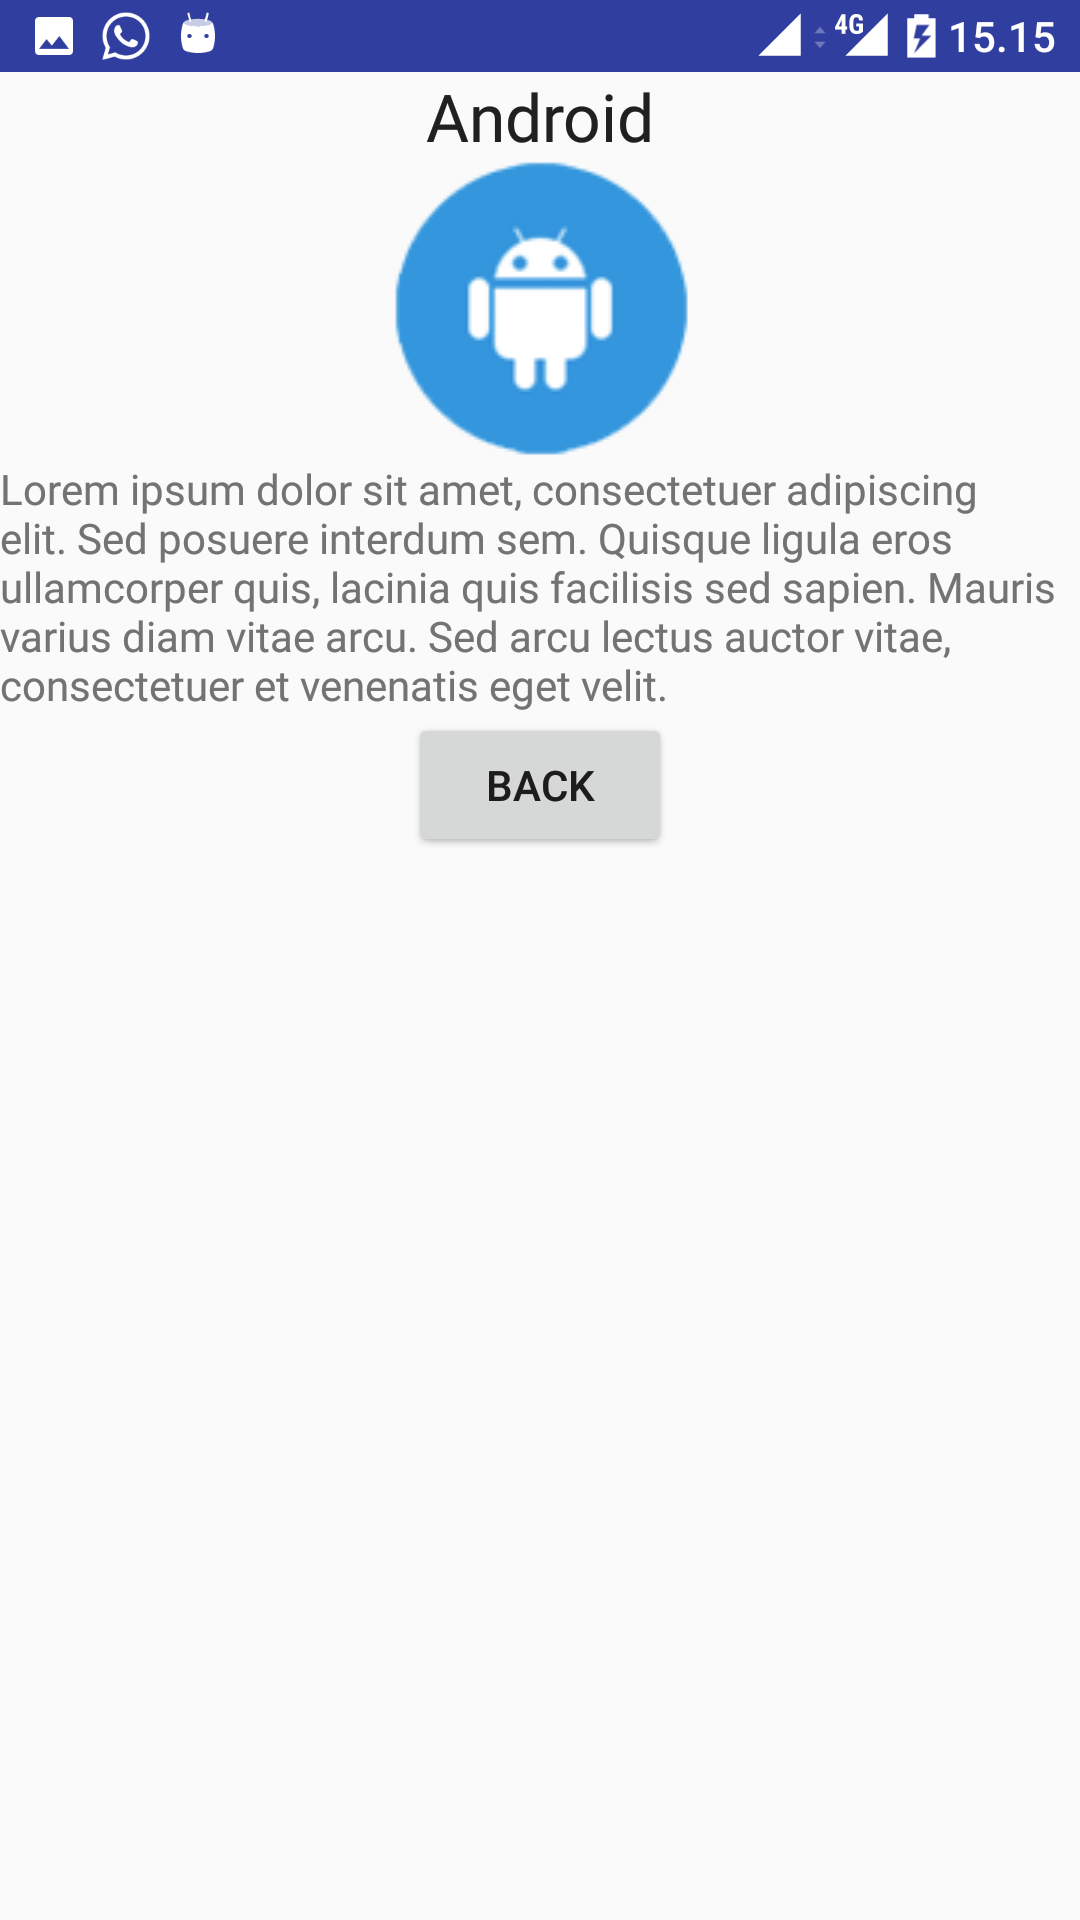 4G 15.15
Android
Lorem ipsum dolor sit amet, consectetuer adipiscing
elit. Sed posuere interdum sem. Quisque ligula eros
ullamcorper quis, lacinia quis facilisis sed sapien. Mauris
varius diam vitae arcu. Sed arcu lectus auctor vitae,
consectetuer et venenatis eget velit.
BACK